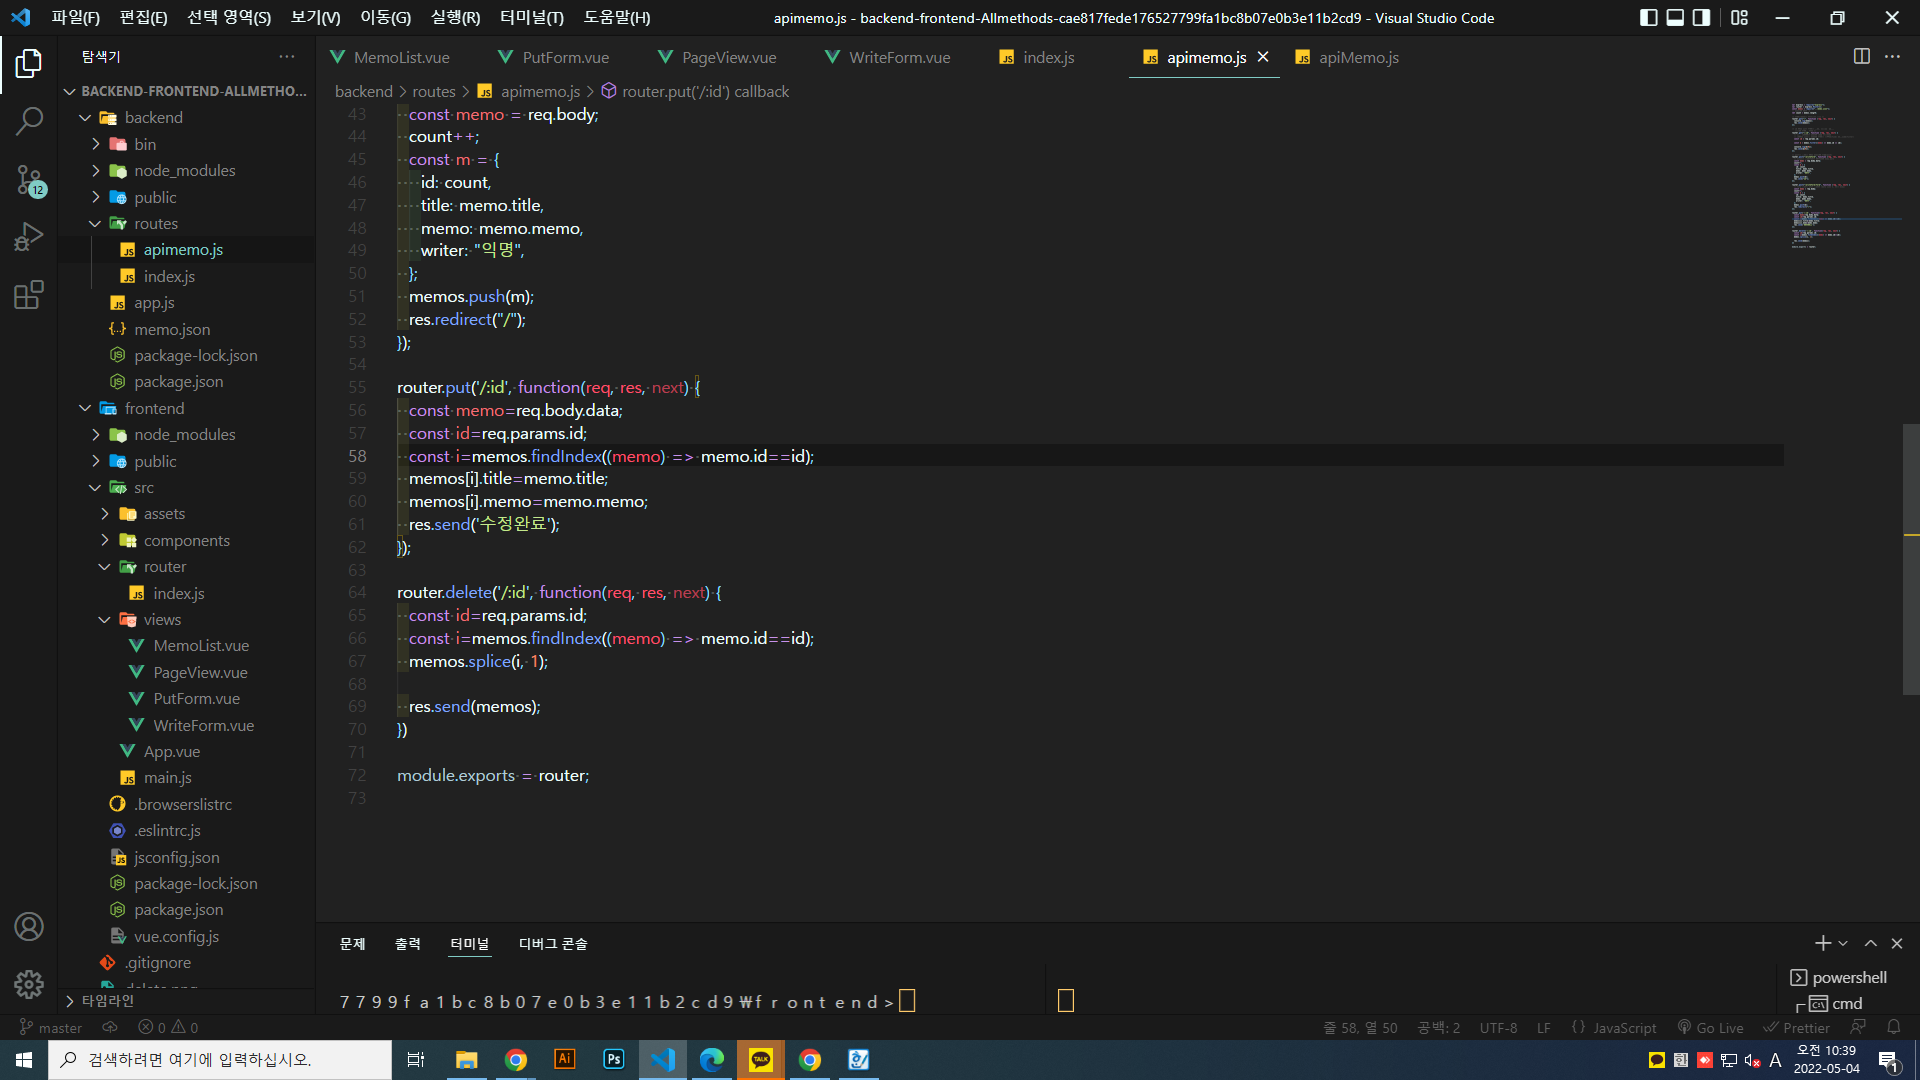 파일(F) 편집(E) 선택 영역(S) 보기(V) 이동(G) 실행(R) 터미널(T) 도움말(H)
apimemo.js - backend-frontend-Allmethods-cae817fede176527799fa1bc8b07e0b3e11b2cd9 - Visual Studio Code
탐색기
MemoList.vue PutForm.vue PageView.vue WriteForm.vue index.js apimemo.js apiMemo.js
backend > routes > apimemo.js > router.put('/:id') callback
BACKEND-FRONTEND-ALLMETHO...
backend
bin
node_modules
public
routes
apimemo.js
index.js
app.js
memo.json
package-lock.json
package.json
frontend
node_modules
public
src
assets
components
router
index.js
views
MemoList.vue
PageView.vue
PutForm.vue
WriteForm.vue
App.vue
main.js
.browserslistrc
.eslintrc.js
jsconfig.json
package-lock.json
package.json
vue.config.js
.gitignore
타임라인
12
43 const memo = req.body;
44 count++;
45 const m = {
46 id: count,
47 title: memo.title,
48 memo: memo.memo,
49 writer: "익명",
50 };
51 memos.push(m);
52 res.redirect("/");
53 });
54
55 router.put('/:id', function(req, res, next) {
56 const memo=req.body.data;
57 const id=req.params.id;
58 const i=memos.findIndex((memo) => memo.id==id);
59 memos[i].title=memo.title;
60 memos[i].memo=memo.memo;
61 res.send('수정완료');
62 });
63
64 router.delete('/:id', function(req, res, next) {
65 const id=req.params.id;
66 const i=memos.findIndex((memo) => memo.id==id);
67 memos.splice(i, 1);
68
69 res.send(memos);
70 })
71
72 module.exports = router;
73
문제 출력 터미널 디버그 콘솔
7799fa1bc8b07e0b3e11b2cd9₩frontend>
powershell
cmd
master 0 0
줄 58, 열 50 공백: 2 UTF-8 LF {} JavaScript Go Live Prettier
검색하려면 여기에 입력하십시오.
Ai Ps TALK
A 오전 10:39
2022-05-04
1